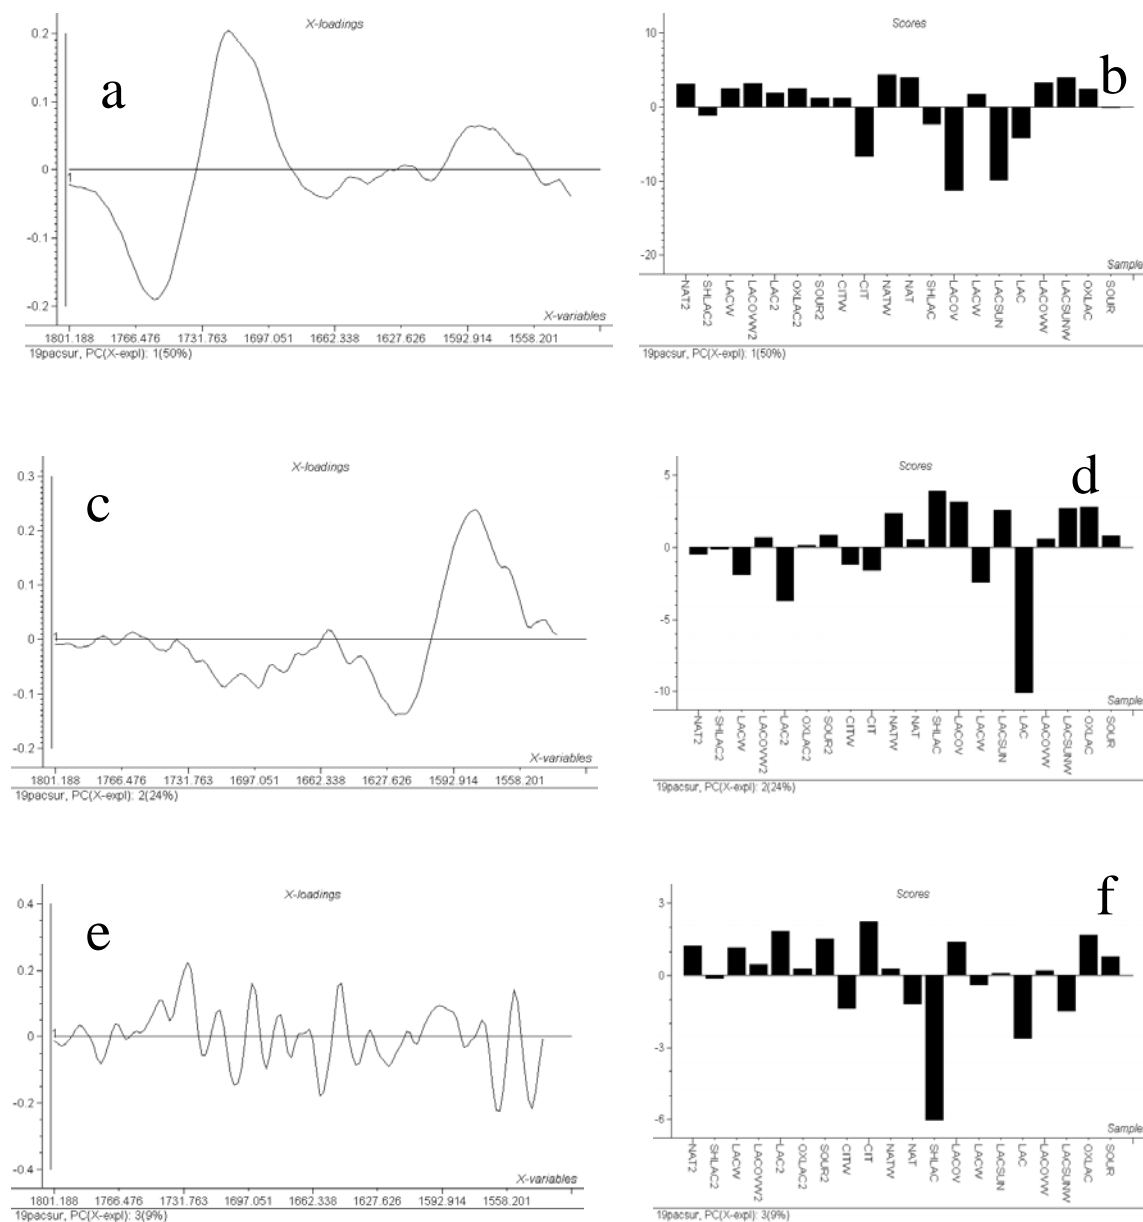 X-loadings
a
0.2
0.1
0
-0.1
-0.2
1
X-variables
1801.188 1766.476 1731.763 1697.051 1662.338 1627.626 1592.914 1558.201
19pacsur, PC(X-expl): 1(50%)
Scores
b
10
0
-10
-20
Sample
NAT2 SHLAC2 LACW LACOVW2 LAC2 OXLAC2 SOUR2 CITW CIT NATW NAT SHLAC LACOV LACW LACSUN LAC LACOVW LACSUNW OXLAC SOUR
19pacsur, PC(X-expl): 1(50%)
X-loadings
c
0.3
0.2
0.1
0
-0.1
-0.2
1
X-variables
1801.188 1766.476 1731.763 1697.051 1662.338 1627.626 1592.914 1558.201
19pacsur, PC(X-expl): 2(24%)
Scores
d
5
0
-5
-10
Sample
NAT2 SHLAC2 LACW LACOVW2 LAC2 OXLAC2 SOUR2 CITW CIT NATW NAT SHLAC LACOV LACW LACSUN LAC LACOVW LACSUNW OXLAC SOUR
19pacsur, PC(X-expl): 2(24%)
X-loadings
e
0.4
0.2
0
-0.2
-0.4
1
X-variables
1801.188 1766.476 1731.763 1697.051 1662.338 1627.626 1592.914 1558.201
19pacsur, PC(X-expl): 3(9%)
Scores
f
3
0
-3
-6
Sample
NAT2 SHLAC2 LACW LACOVW2 LAC2 OXLAC2 SOUR2 CITW CIT NATW NAT SHLAC LACOV LACW LACSUN LAC LACOVW LACSUNW OXLAC SOUR
19pacsur, PC(X-expl): 3(9%)